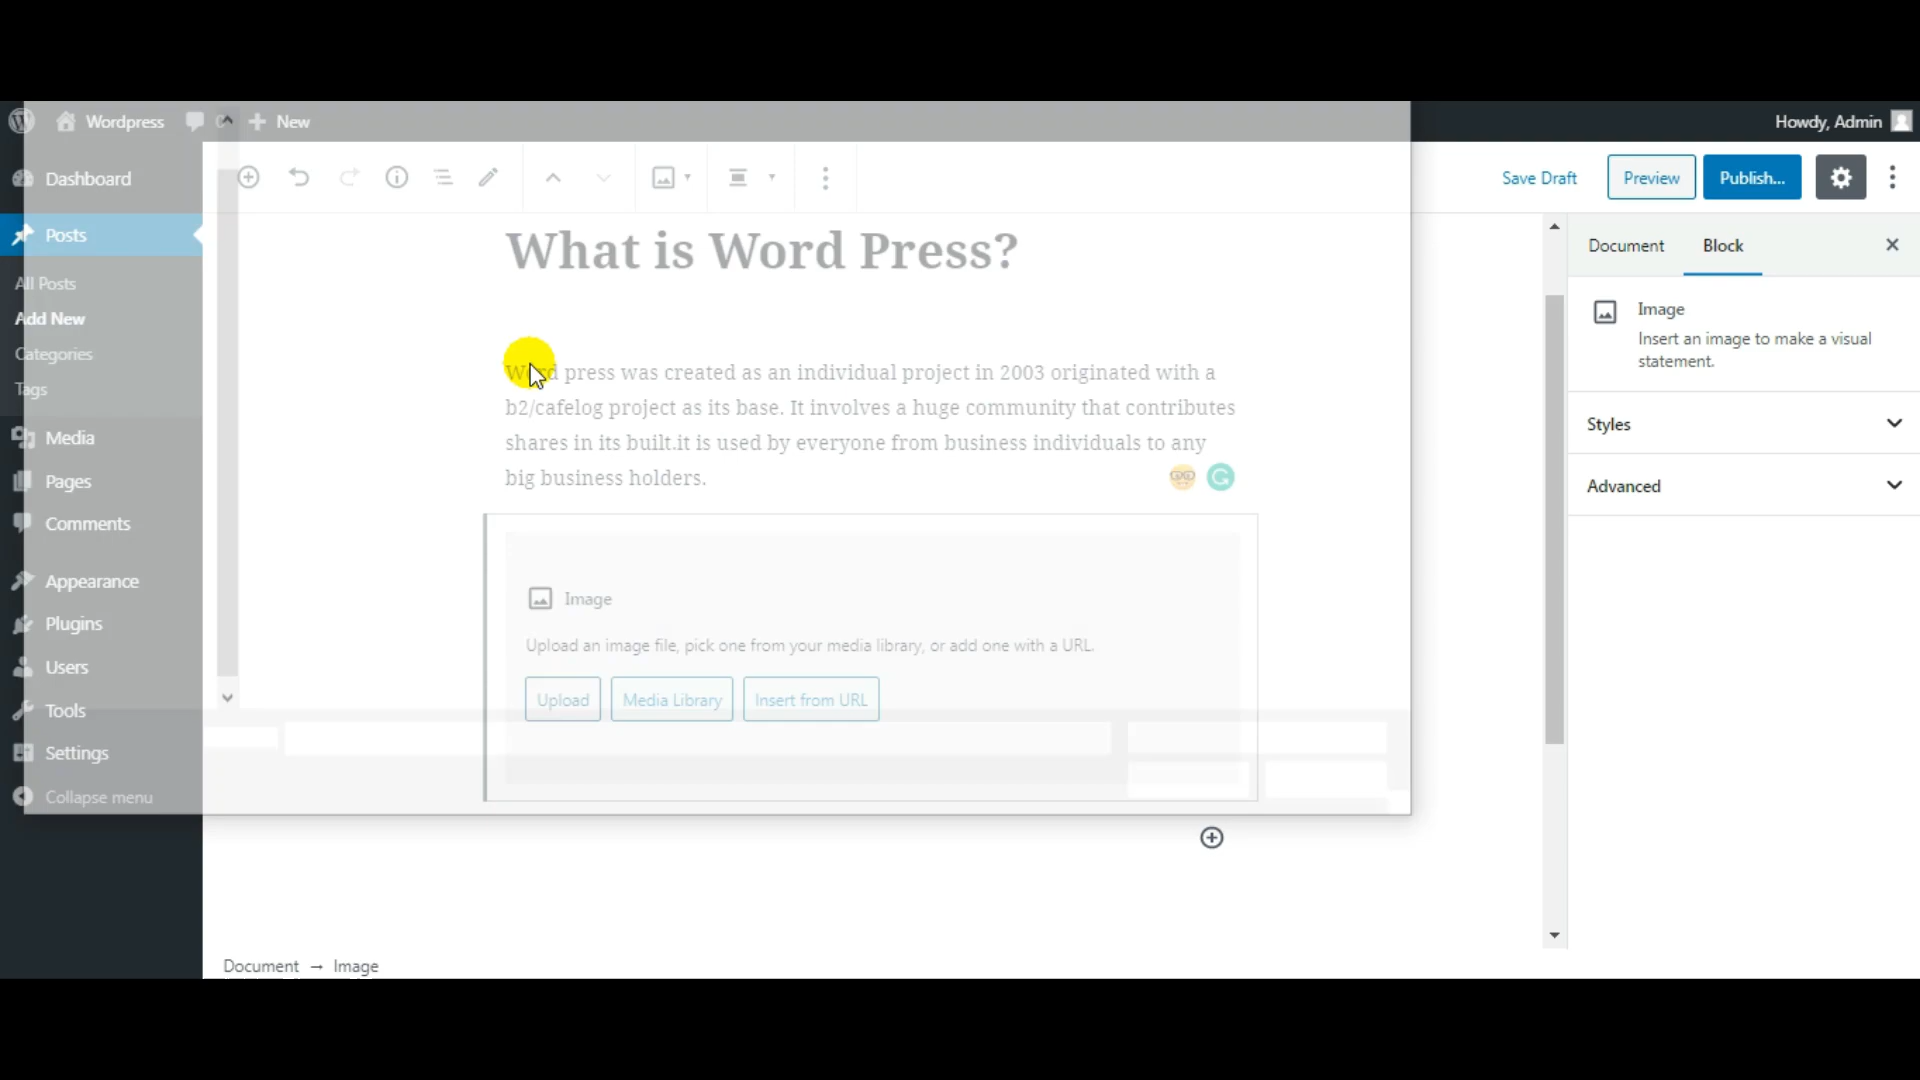 Wordpress
New
Howdy, Admin
Dashboard
Posts
All Posts
Add New
Categories
Tags
Media
Pages
Comments
Appearance
Plugins
Users
Tools
Settings
Collapse menu
Save Draft
Preview
Publish...
What is Word Press?
Word press was created as an individual project in 2003 originated with a
b2/cafelog project as its base. It involves a huge community that contributes
shares in its built.it is used by everyone from business individuals to any
big business holders.
Image
Upload an image file, pick one from your media library, or add one with a URL.
Upload
Media Library
Insert from URL
Document
Block
Image
Insert an image to make a visual
statement.
Styles
Advanced
Document → Image